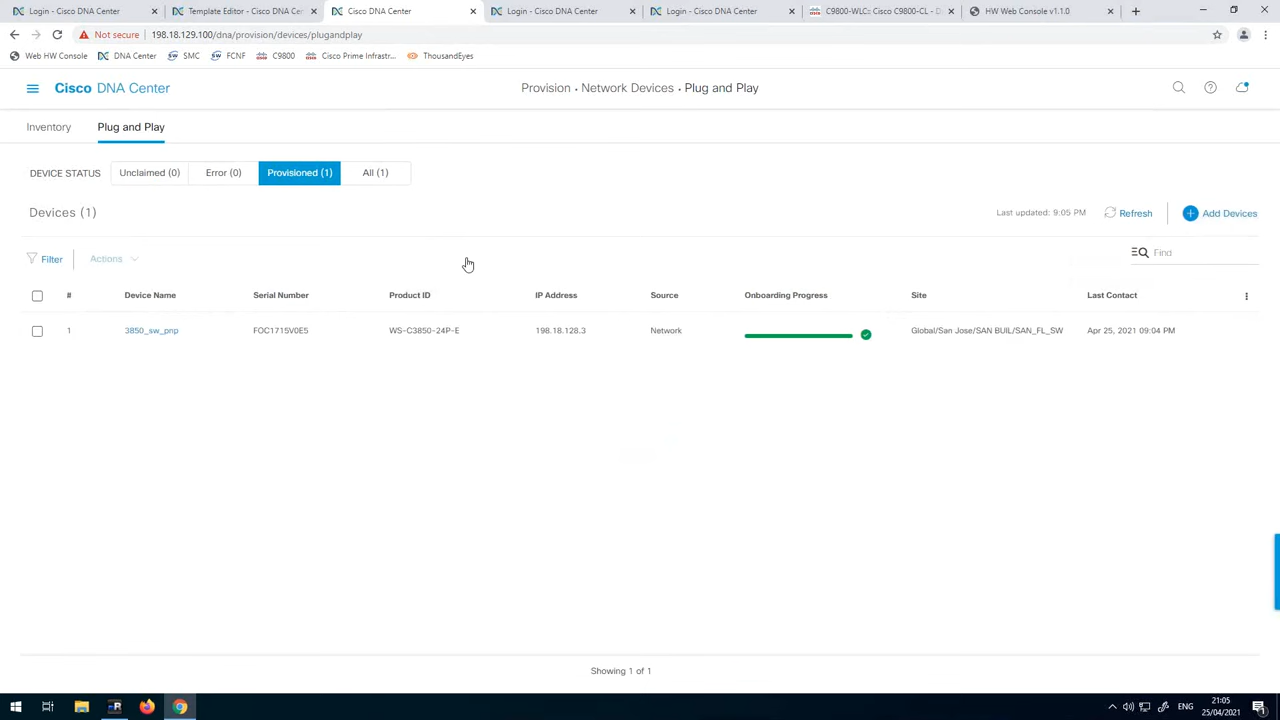 Login - Cisco DNA Center
Template Editor - Cisco DNA Cent
Cisco DNA Center
Login - Cisco DNA Center
Login - Cisco DNA Center
C9800-WLC: Cisco C9800-CL - D
HW Web Console v1.1.0
Not secure 198.18.129.100/dna/provision/devices/plugandplay
Web HW Console DNA Center SMC FCNF C9800 Cisco Prime Infrastr... ThousandEyes
Cisco DNA Center Provision • Network Devices • Plug and Play
Inventory Plug and Play
DEVICE STATUS Unclaimed (0) Error (0) Provisioned (1) All (1)
Devices (1) Last updated: 9:05 PM Refresh Add Devices
Filter Actions Find
# Device Name Serial Number Product ID IP Address Source Onboarding Progress Site Last Contact
1 3850_sw_pnp FOC1715V0E5 WS-C3850-24P-E 198.18.128.3 Network Global/San Jose/SAN BUIL/SAN_FL_SW Apr 25, 2021 09:04 PM
Showing 1 of 1
ENG 21:05
25/04/2021